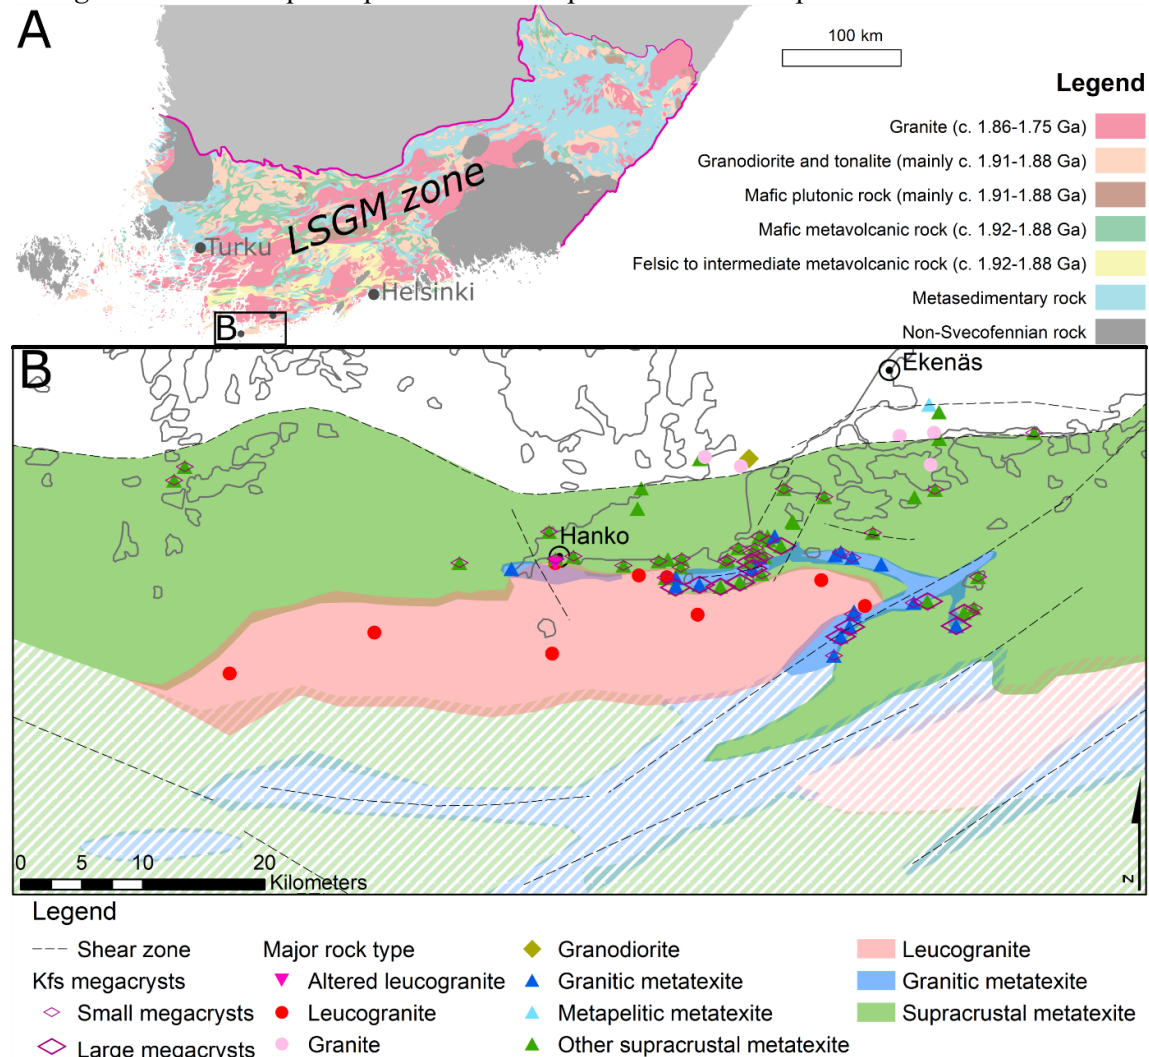 A
100 km
Legend
Granite (c. 1.86-1.75 Ga)
Granodiorite and tonalite (mainly c. 1.91-1.88 Ga)
Mafic plutonic rock (mainly c. 1.91-1.88 Ga)
Mafic metavolcanic rock (c. 1.92-1.88 Ga)
Felsic to intermediate metavolcanic rock (c. 1.92-1.88 Ga)
Metasedimentary rock
Non-Svecofennian rock
LSGM zone
Turku
Helsinki
B
B
Ekenäs
Hanko
0 5 10 20
Kilometers
N
Legend
Shear zone
Kfs megacrysts
Small megacrysts
Large megacrysts
Major rock type
Altered leucogranite
Leucogranite
Granite
Granodiorite
Granitic metatexite
Metapelitic metatexite
Other supracrustal metatexite
Leucogranite
Granitic metatexite
Supracrustal metatexite